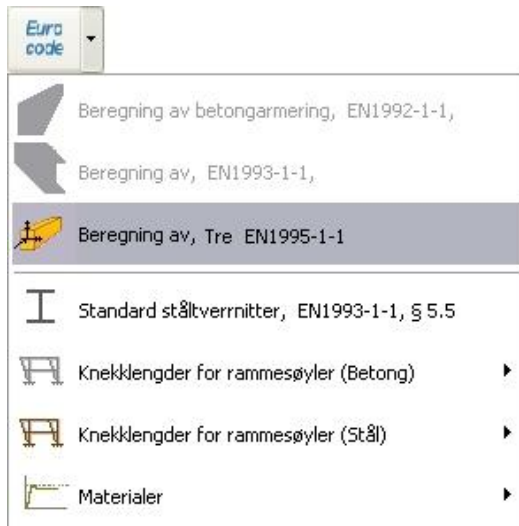 Euro
code
Beregning av betongarmering, EN1992-1-1,
Beregning av, EN1993-1-1,
Beregning av, Tre EN1995-1-1
Standard ståltverrnitter, EN1993-1-1, § 5.5
Knekklengder for rammesøyler (Betong)
Knekklengder for rammesøyler (Stål)
Materialer